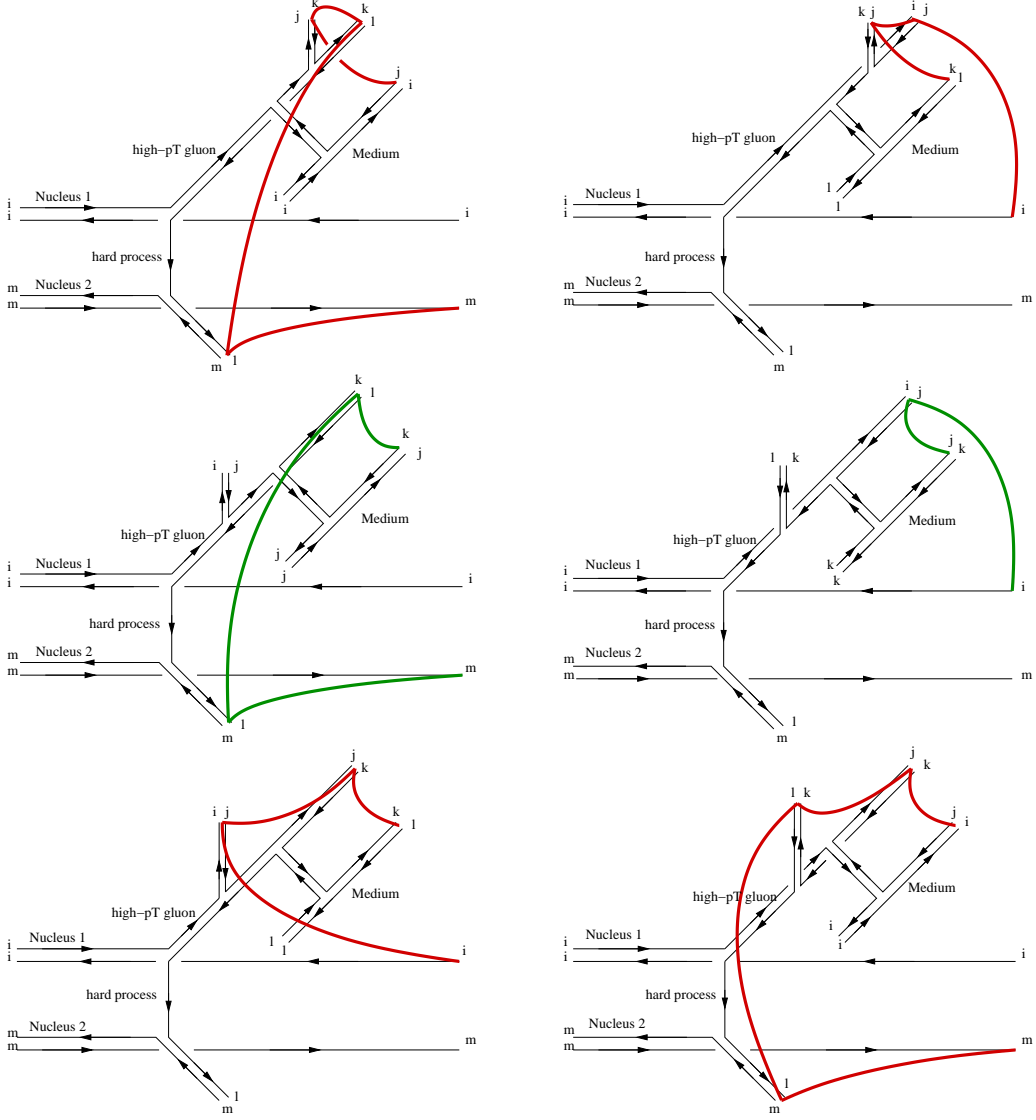 k
j
k
l
j
i
high-pT gluon
Medium
i
i
Nucleus 1
i
i
i
hard process
Nucleus 2
m
m
m
m
l
k
j
i
j
k
l
high-pT gluon
Medium
l
l
Nucleus 1
i
i
i
hard process
Nucleus 2
m
m
m
l
m
k
l
k
j
i
j
high-pT gluon
Medium
j
j
Nucleus 1
i
i
i
hard process
Nucleus 2
m
m
m
l
m
i
j
j
k
l
k
high-pT gluon
Medium
k
k
Nucleus 1
i
i
i
hard process
Nucleus 2
m
m
m
l
m
j
k
k
l
i
j
high-pT gluon
Medium
l
l
Nucleus 1
i
i
i
hard process
Nucleus 2
m
m
m
l
m
j
k
l
k
j
i
high-pT gluon
Medium
i
i
Nucleus 1
i
i
i
hard process
Nucleus 2
m
m
m
l
m